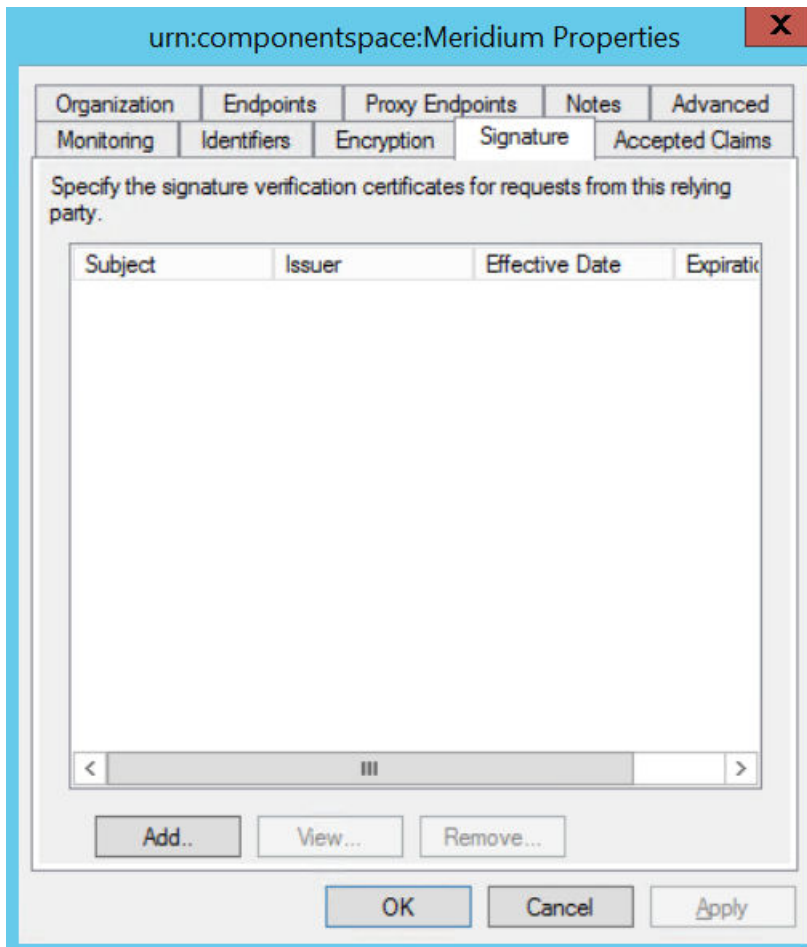 urn:componentspace:Meridium Properties
X
Organization Endpoints Proxy Endpoints Notes Advanced
Monitoring Identifiers Encryption Signature Accepted Claims
Specify the signature verification certificates for requests from this relying
party.
Subject Issuer Effective Date Expiratic
Add.. View... Remove...
OK Cancel Apply